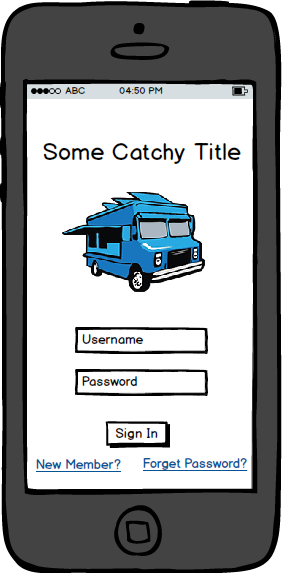 ABC 04:50 PM
Some Catchy Title
Username
Password
Sign In
New Member? Forget Password?